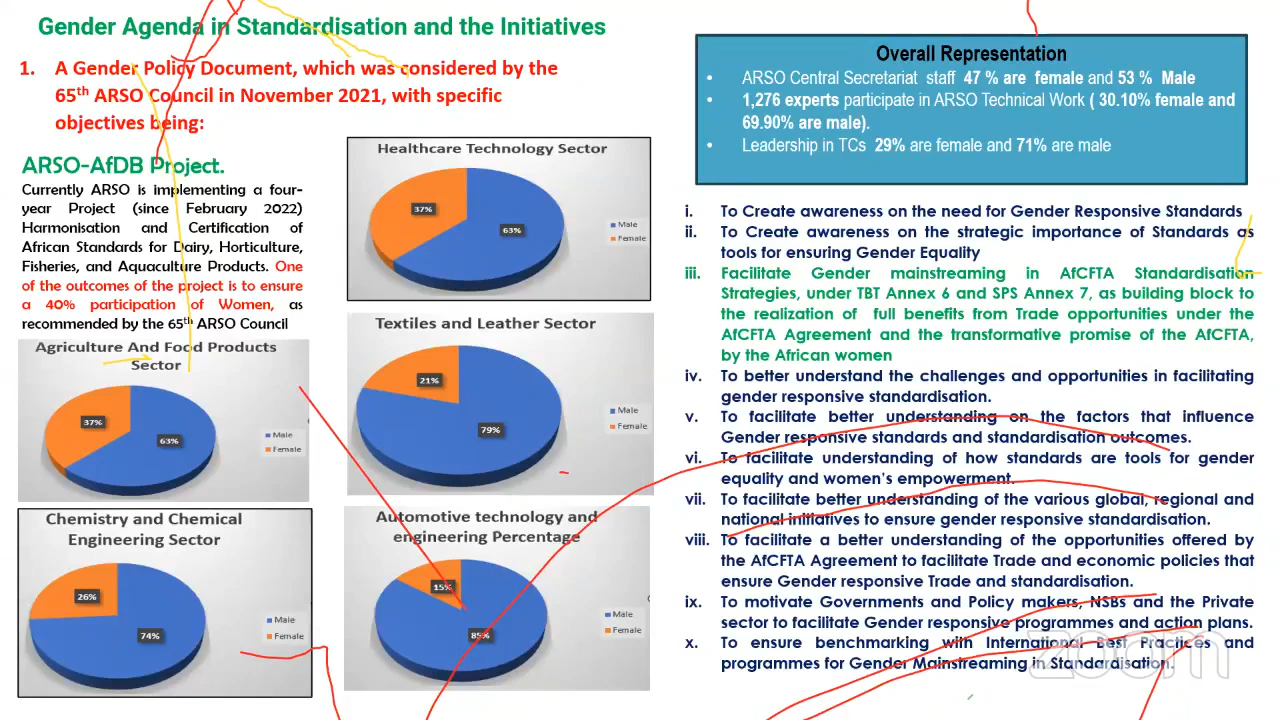 Gender Agenda in Standardisation and the Initiatives
1. A Gender Policy Document, which was considered by the
65th ARSO Council in November 2021, with specific
objectives being:
ARSO-AfDB Project.
Currently ARSO is implementing a four-
year Project (since February 2022)
Harmonisation and Certification of
African Standards for Dairy, Horticulture,
Fisheries, and Aquaculture Products. One
of the outcomes of the project is to ensure
a 40% participation of Women, as
recommended by the 65th ARSO Council
Healthcare Technology Sector
37%
63%
Male
Female
Textiles and Leather Sector
21%
79%
Male
Female
Agriculture And Food Products
Sector
37%
63%
Male
Female
Chemistry and Chemical
Engineering Sector
26%
74%
Male
Female
Automotive technology and
engineering Percentage
15%
85%
Male
Female
Overall Representation
• ARSO Central Secretariat staff 47 % are female and 53 % Male
• 1,276 experts participate in ARSO Technical Work ( 30.10% female and
69.90% are male).
• Leadership in TCs 29% are female and 71% are male
i. To Create awareness on the need for Gender Responsive Standards
ii. To Create awareness on the strategic importance of Standards as
tools for ensuring Gender Equality
iii. Facilitate Gender mainstreaming in AfCFTA Standardisation
Strategies, under TBT Annex 6 and SPS Annex 7, as building block to
the realization of full benefits from Trade opportunities under the
AfCFTA Agreement and the transformative promise of the AfCFTA,
by the African women
iv. To better understand the challenges and opportunities in facilitating
gender responsive standardisation.
v. To facilitate better understanding on the factors that influence
Gender responsive standards and standardisation outcomes.
vi. To facilitate understanding of how standards are tools for gender
equality and women's empowerment.
vii. To facilitate better understanding of the various global, regional and
national initiatives to ensure gender responsive standardisation.
viii. To facilitate a better understanding of the opportunities offered by
the AfCFTA Agreement to facilitate Trade and economic policies that
ensure Gender responsive Trade and standardisation.
ix. To motivate Governments and Policy makers, NSBs and the Private
sector to facilitate Gender responsive programmes and action plans.
x. To ensure benchmarking with International Best Practices and
programmes for Gender Mainstreaming in Standardisation.
zoom